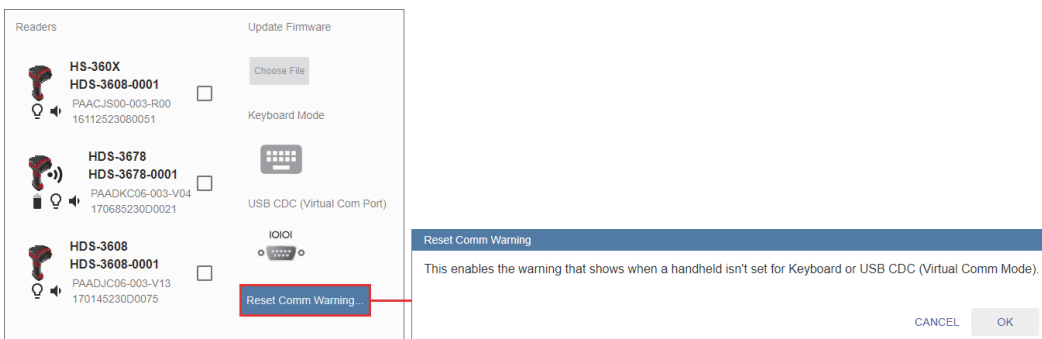 Readers
HS-360X
HDS-3608-0001
PAACJS00-003-R00
16112523080051
HDS-3678
HDS-3678-0001
PAADKC06-003-V04
170685230D0021
HDS-3608
HDS-3608-0001
PAADJC06-003-V13
170145230D0075
Update Firmware
Choose File
Keyboard Mode
USB CDC (Virtual Com Port)
IOIOI
Reset Comm Warning...
Reset Comm Warning
This enables the warning that shows when a handheld isn't set for Keyboard or USB CDC (Virtual Comm Mode).
CANCEL OK